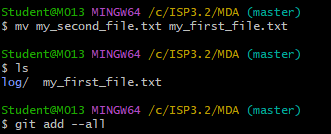 Student@MO13 MINGW64 /c/ISP3.2/MDA (master)
$ mv my_second_file.txt my_first_file.txt
Student@MO13 MINGW64 /c/ISP3.2/MDA (master)
$ ls
log/  my_first_file.txt
Student@MO13 MINGW64 /c/ISP3.2/MDA (master)
$ git add --all